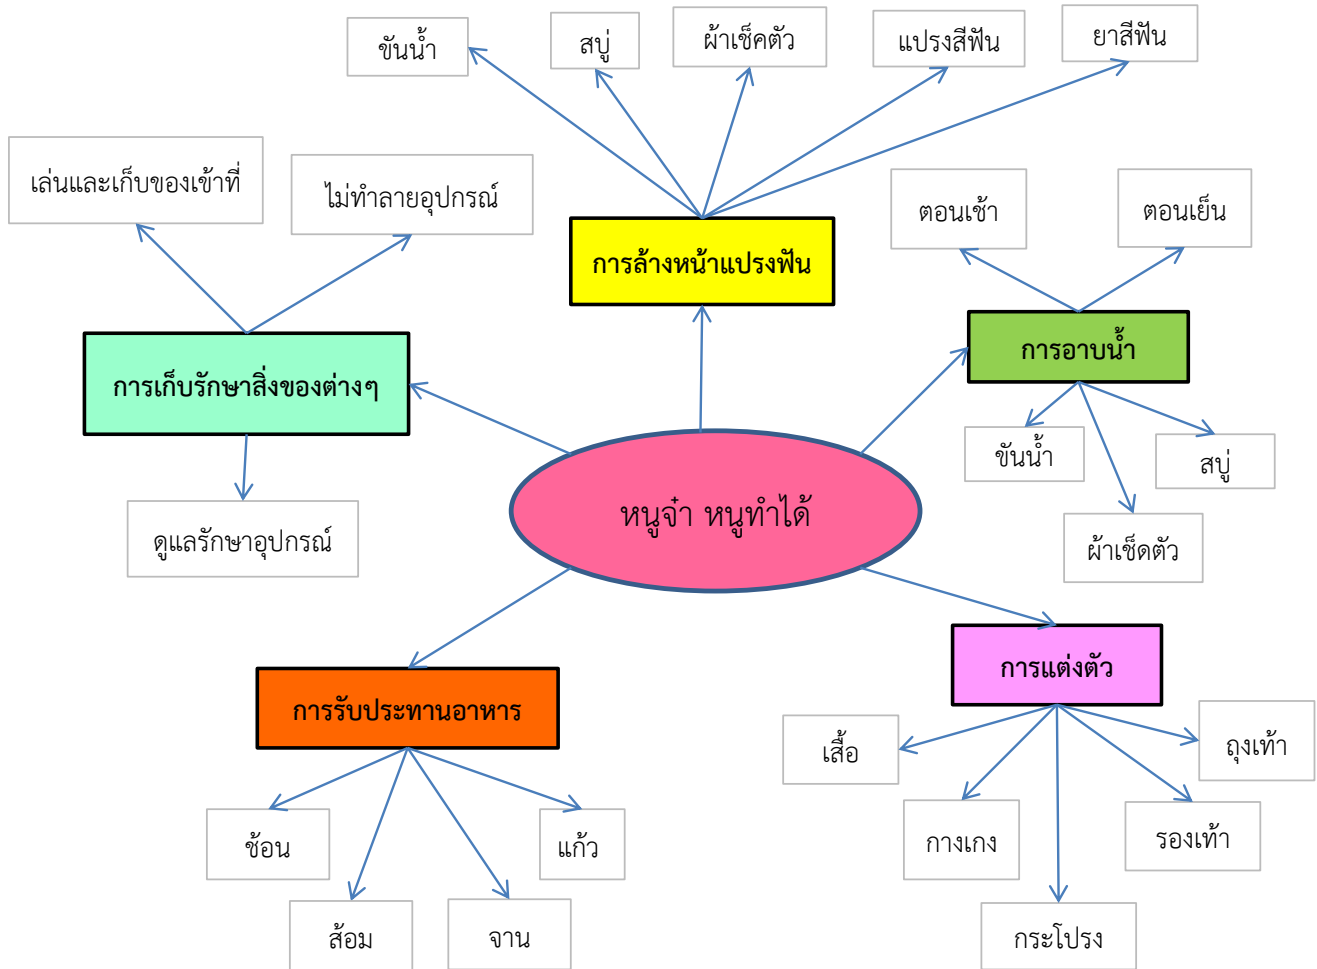 ขันน้ำ
สบู่
ผ้าเช็คตัว
แปรงสีฟัน
ยาสีฟัน
เล่นและเก็บของเข้าที่
ไม่ทำลายอุปกรณ์
ตอนเช้า
ตอนเย็น
การล้างหน้าแปรงฟัน
การเก็บรักษาสิ่งของต่างๆ
การอาบน้ำ
ขันน้ำ
สบู่
ผ้าเช็ดตัว
ดูแลรักษาอุปกรณ์
หนูจ๋า หนูทำได้
การรับประทานอาหาร
การแต่งตัว
เสื้อ
ถุงเท้า
กางเกง
รองเท้า
กระโปรง
ช้อน
แก้ว
ส้อม
จาน